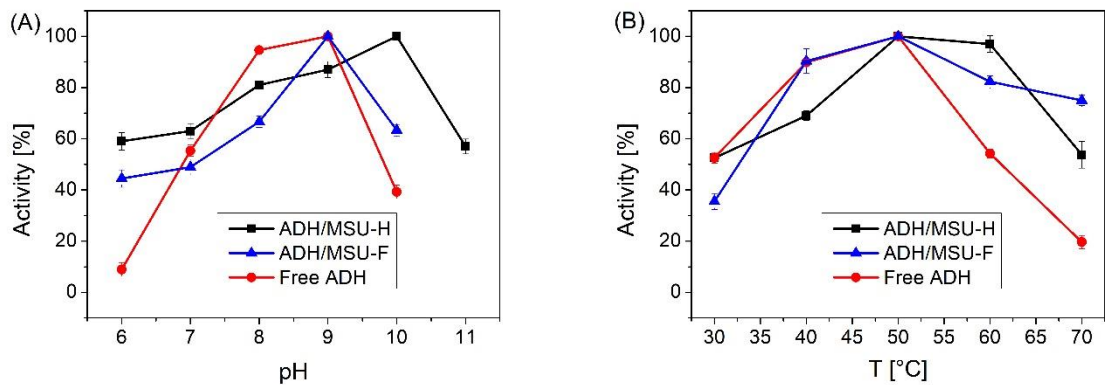 (A)
Activity [%]
100
80
60
40
20
0
ADH/MSU-H
ADH/MSU-F
Free ADH
6 7 8 9 10 11
pH
(B)
Activity [%]
100
80
60
40
20
0
ADH/MSU-H
ADH/MSU-F
Free ADH
30 35 40 45 50 55 60 65 70
T [°C]